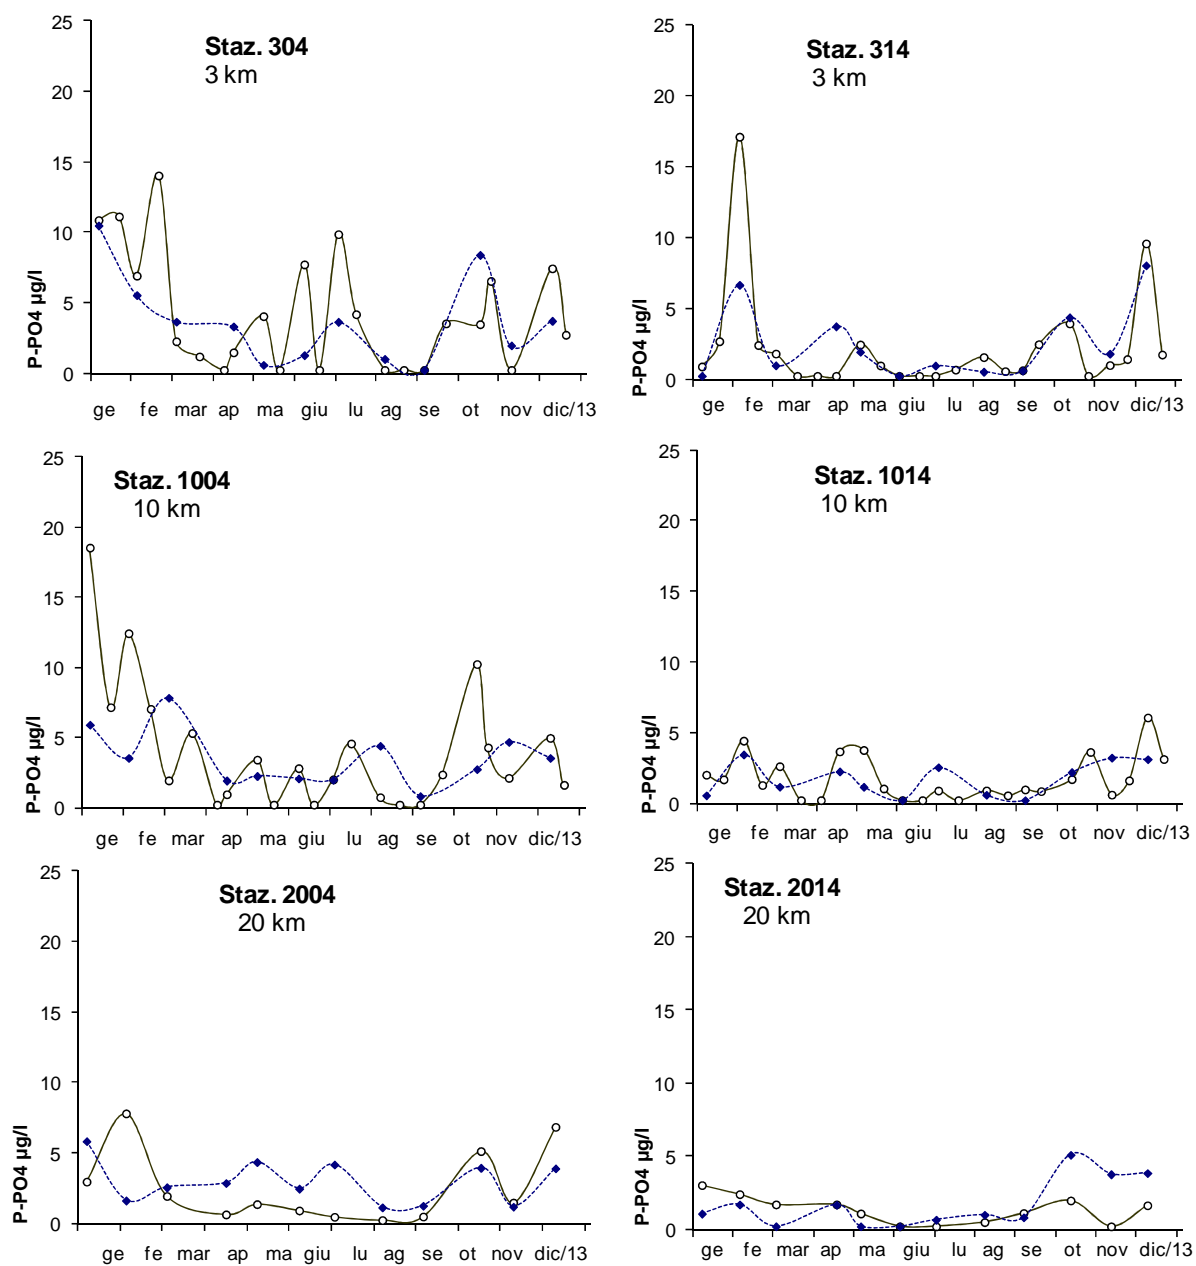 Staz. 304
3 km
25
20
15
10
5
0
P-PO4 µg/l
ge fe mar ap ma giu lu ag se ot nov dic/13
Staz. 314
3 km
25
20
15
10
5
0
P-PO4 µg/l
ge fe mar ap ma giu lu ag se ot nov dic/13
Staz. 1004
10 km
25
20
15
10
5
0
P-PO4 µg/l
ge fe mar ap ma giu lu ag se ot nov dic/13
Staz. 1014
10 km
25
20
15
10
5
0
P-PO4 µg/l
ge fe mar ap ma giu lu ag se ot nov dic/13
Staz. 2004
20 km
25
20
15
10
5
0
P-PO4 µg/l
ge fe mar ap ma giu lu ag se ot nov dic/13
Staz. 2014
20 km
25
20
15
10
5
0
P-PO4 µg/l
ge fe mar ap ma giu lu ag se ot nov dic/13